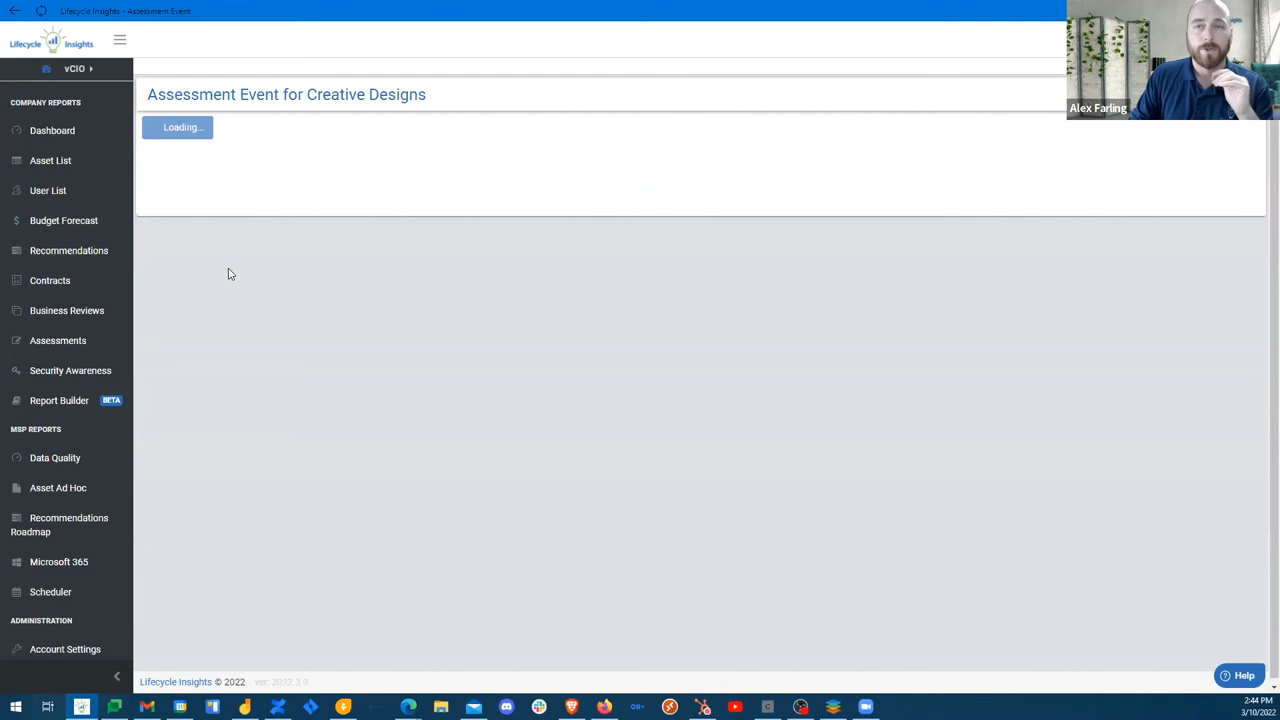 Lifecycle Insights - Assessment Event
Lifecycle Insights
vCIO
Alex Farling
COMPANY REPORTS
Dashboard
Asset List
User List
Budget Forecast
Recommendations
Contracts
Business Reviews
Assessments
Security Awareness
Report Builder BETA
MSP REPORTS
Data Quality
Asset Ad Hoc
Recommendations
Roadmap
Microsoft 365
Scheduler
ADMINISTRATION
Account Settings
Assessment Event for Creative Designs
Loading...
Lifecycle Insights © 2022 ver: 2022.3.9
Help
2:44 PM
3/10/2022